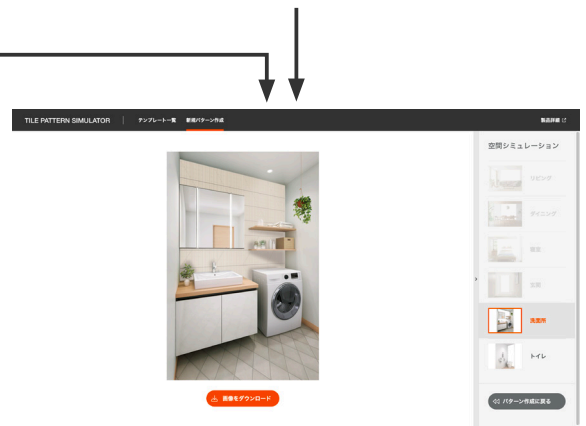 TILE PATTERN SIMULATOR
テンプレート一覧
新規パターン作成
製品詳細
空間シミュレーション
リビング
ダイニング
寝室
玄関
洗面所
トイレ
パターン作成に戻る
画像をダウンロード